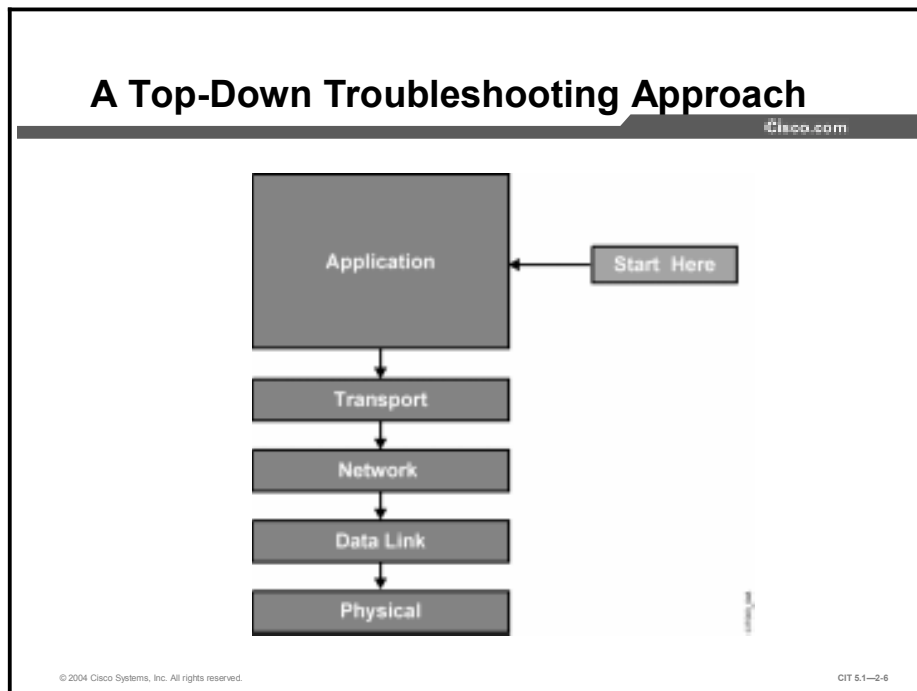 A Top-Down Troubleshooting Approach
Cisco.com
Application
Start Here
Transport
Network
Data Link
Physical
© 2004 Cisco Systems, Inc. All rights reserved.
CIT 5.1—2-6